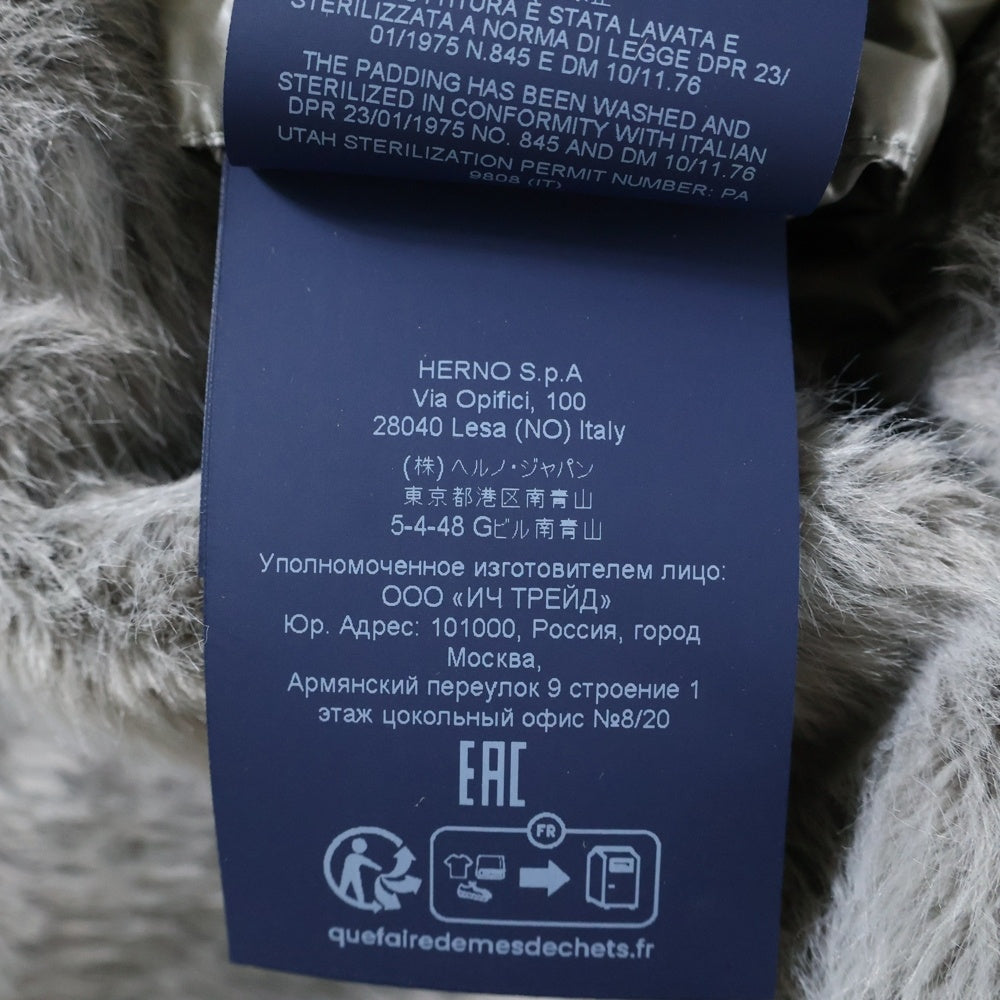 STERILIZZATA A NORMA DI LEGGE DPR 23/
01/1975 N.845 E DM 10/11.76
THE PADDING HAS BEEN WASHED AND
STERILIZED IN CONFORMITY WITH ITALIAN
DPR 23/01/1975 NO. 845 AND DM 10/11.76
UTAH STERILIZATION PERMIT NUMBER: PA
9808 (IT)
HERNO S.p.A
Via Opifici, 100
28040 Lesa (NO) Italy
(株)ヘルノ・ジャパン
東京都港区南青山
5-4-48 Gビル南青山
Уполномоченное изготовителем лицо:
ООО «ИЧ ТРЕЙД»
Юр. Адрес: 101000, Россия, город
Москва,
Армянский переулок 9 строение 1
этаж цокольный офис №8/20
EAC
FR
quefairedemesdechets.fr